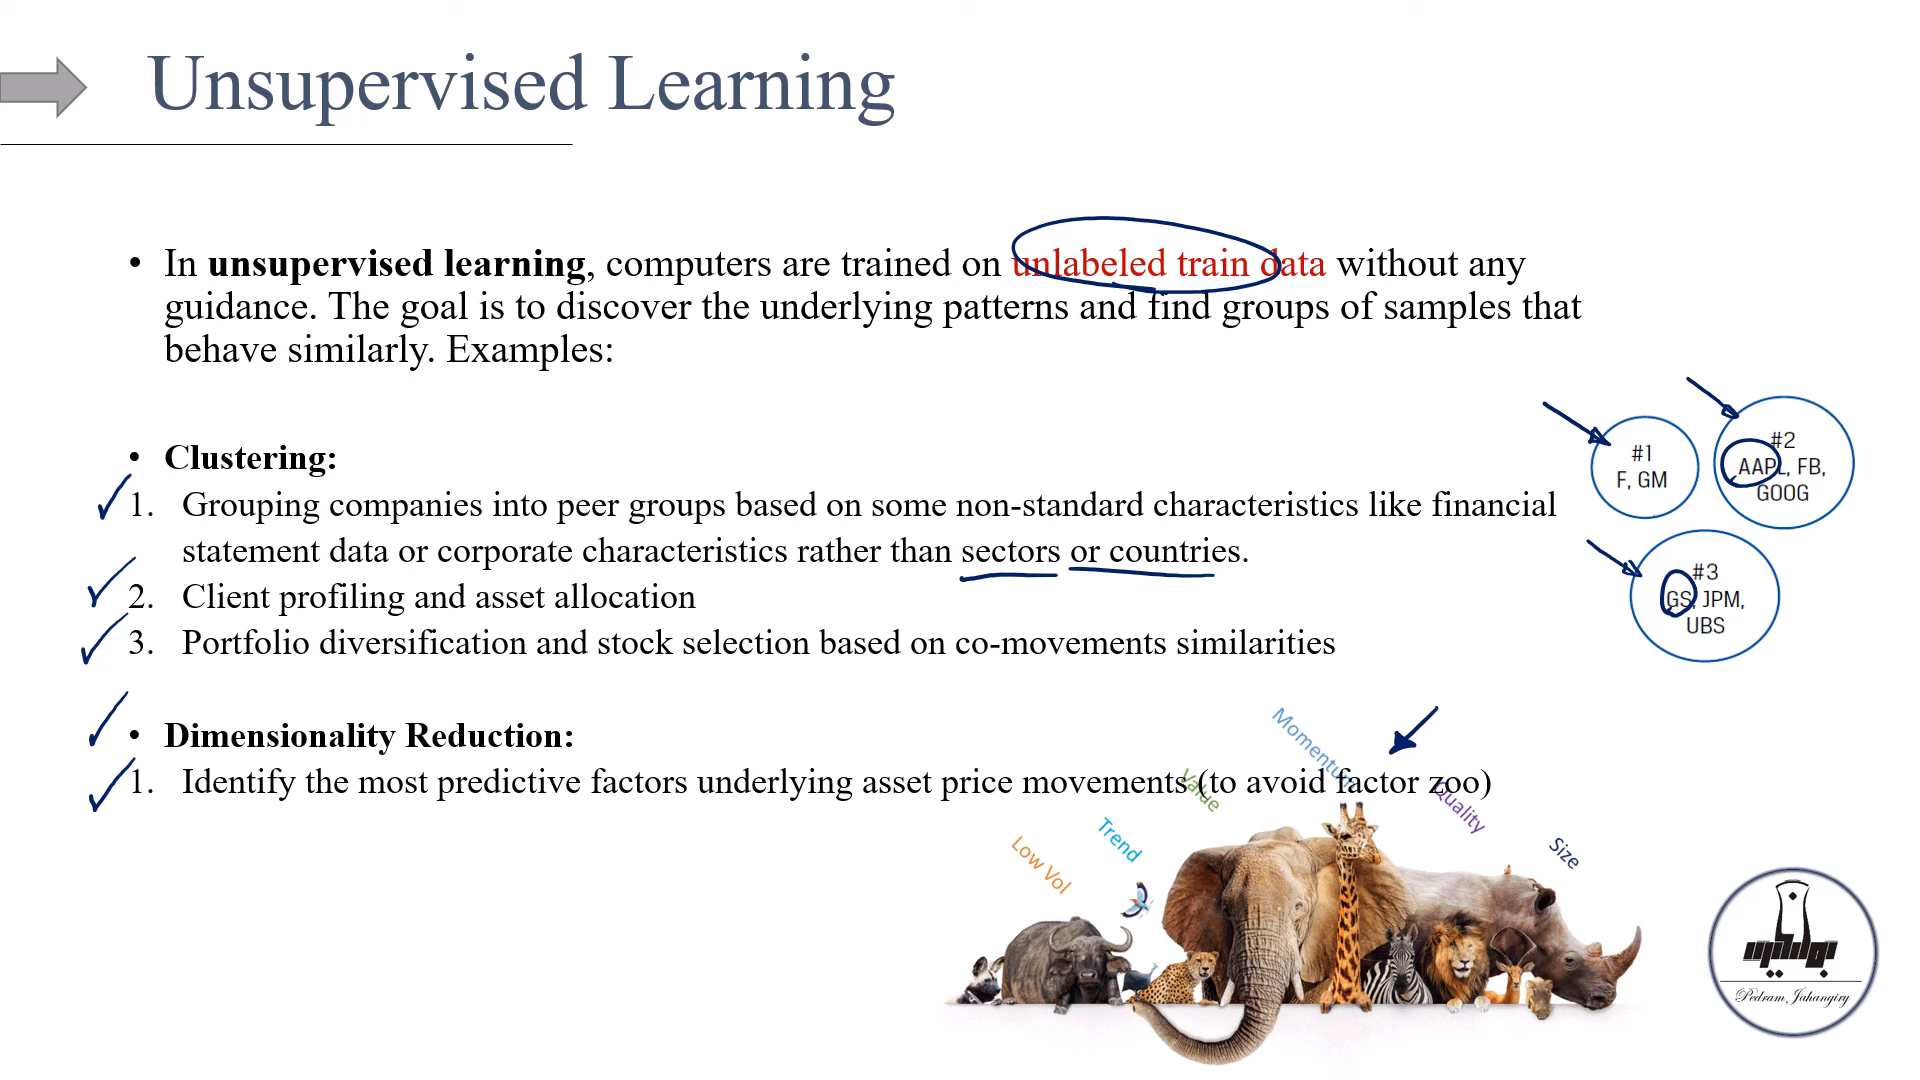 Unsupervised Learning
• In unsupervised learning, computers are trained on unlabeled train data without any
guidance. The goal is to discover the underlying patterns and find groups of samples that
behave similarly. Examples:
• Clustering:
1. Grouping companies into peer groups based on some non-standard characteristics like financial
statement data or corporate characteristics rather than sectors or countries.
2. Client profiling and asset allocation
3. Portfolio diversification and stock selection based on co-movements similarities
#1
F, GM
#2
AAPL, FB,
GOOG
#3
GS, JPM,
UBS
• Dimensionality Reduction:
1. Identify the most predictive factors underlying asset price movements (to avoid factor zoo)
Low Vol
Trend
Value
Momentum
Quality
Size
Pedram Jahangiry